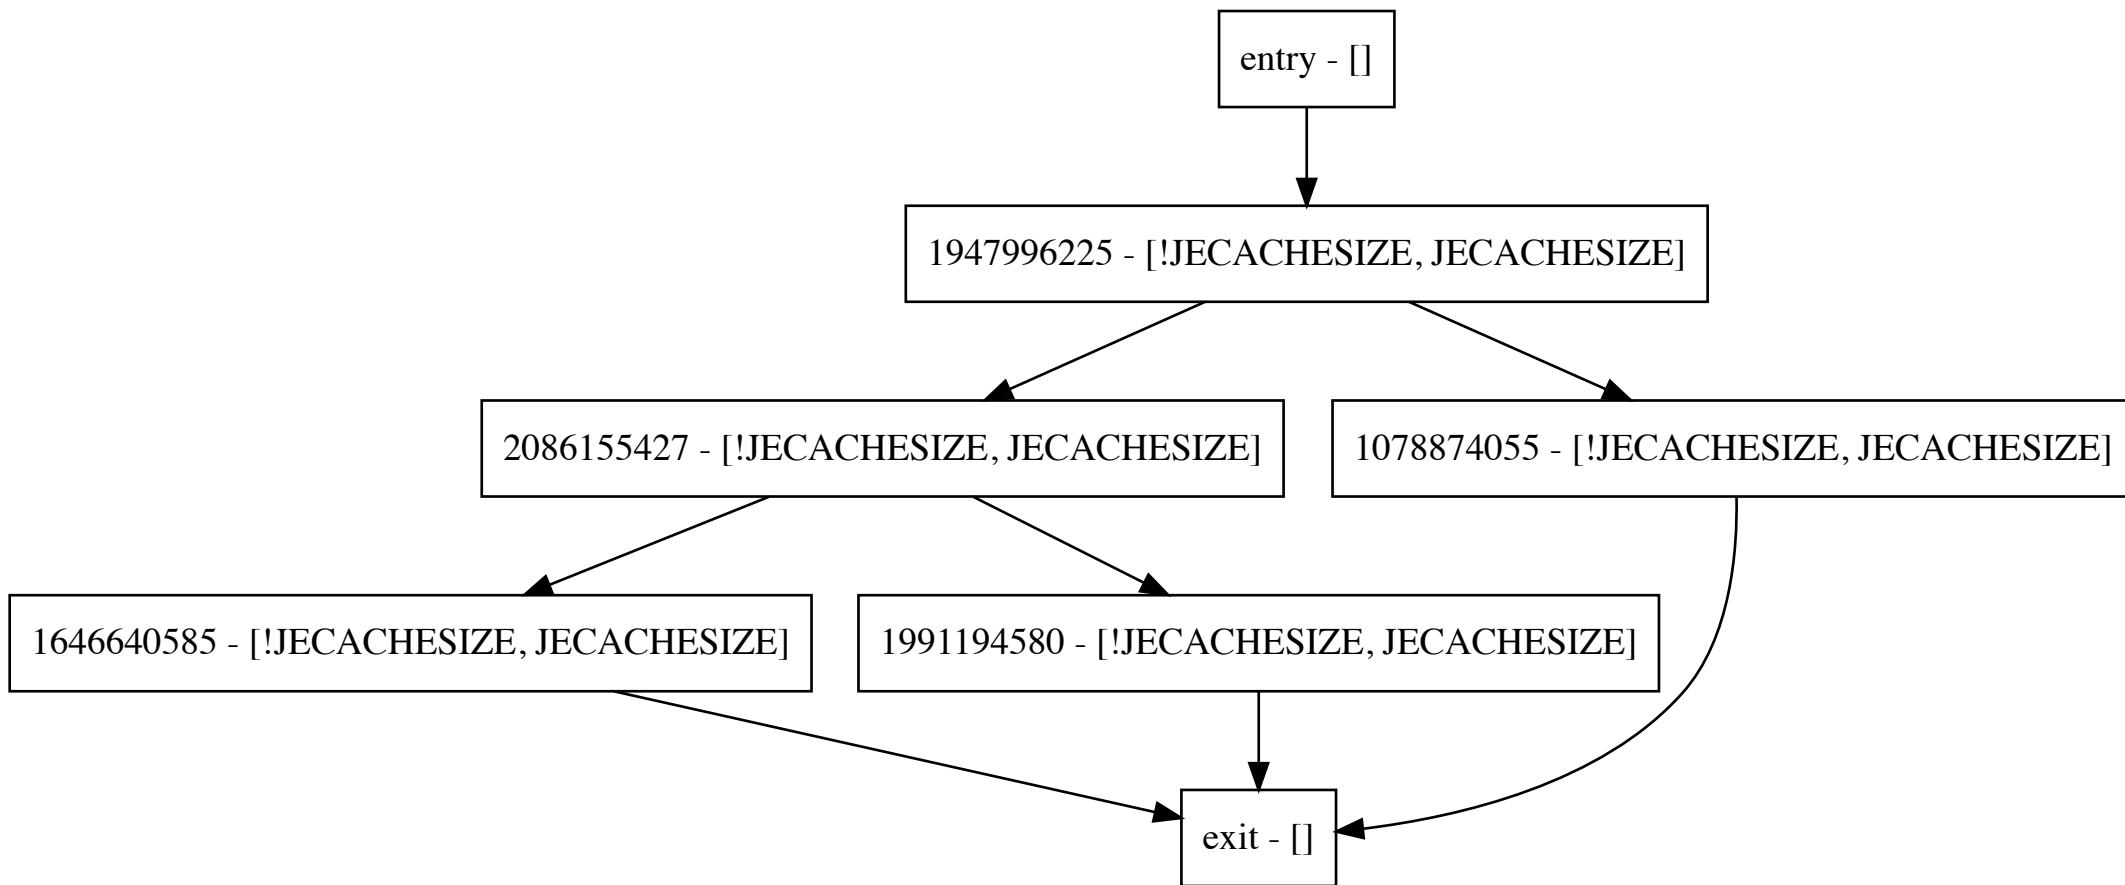 entry - []
1947996225 - [!JECACHESIZE, JECACHESIZE]
2086155427 - [!JECACHESIZE, JECACHESIZE]
1078874055 - [!JECACHESIZE, JECACHESIZE]
1646640585 - [!JECACHESIZE, JECACHESIZE]
1991194580 - [!JECACHESIZE, JECACHESIZE]
exit - []